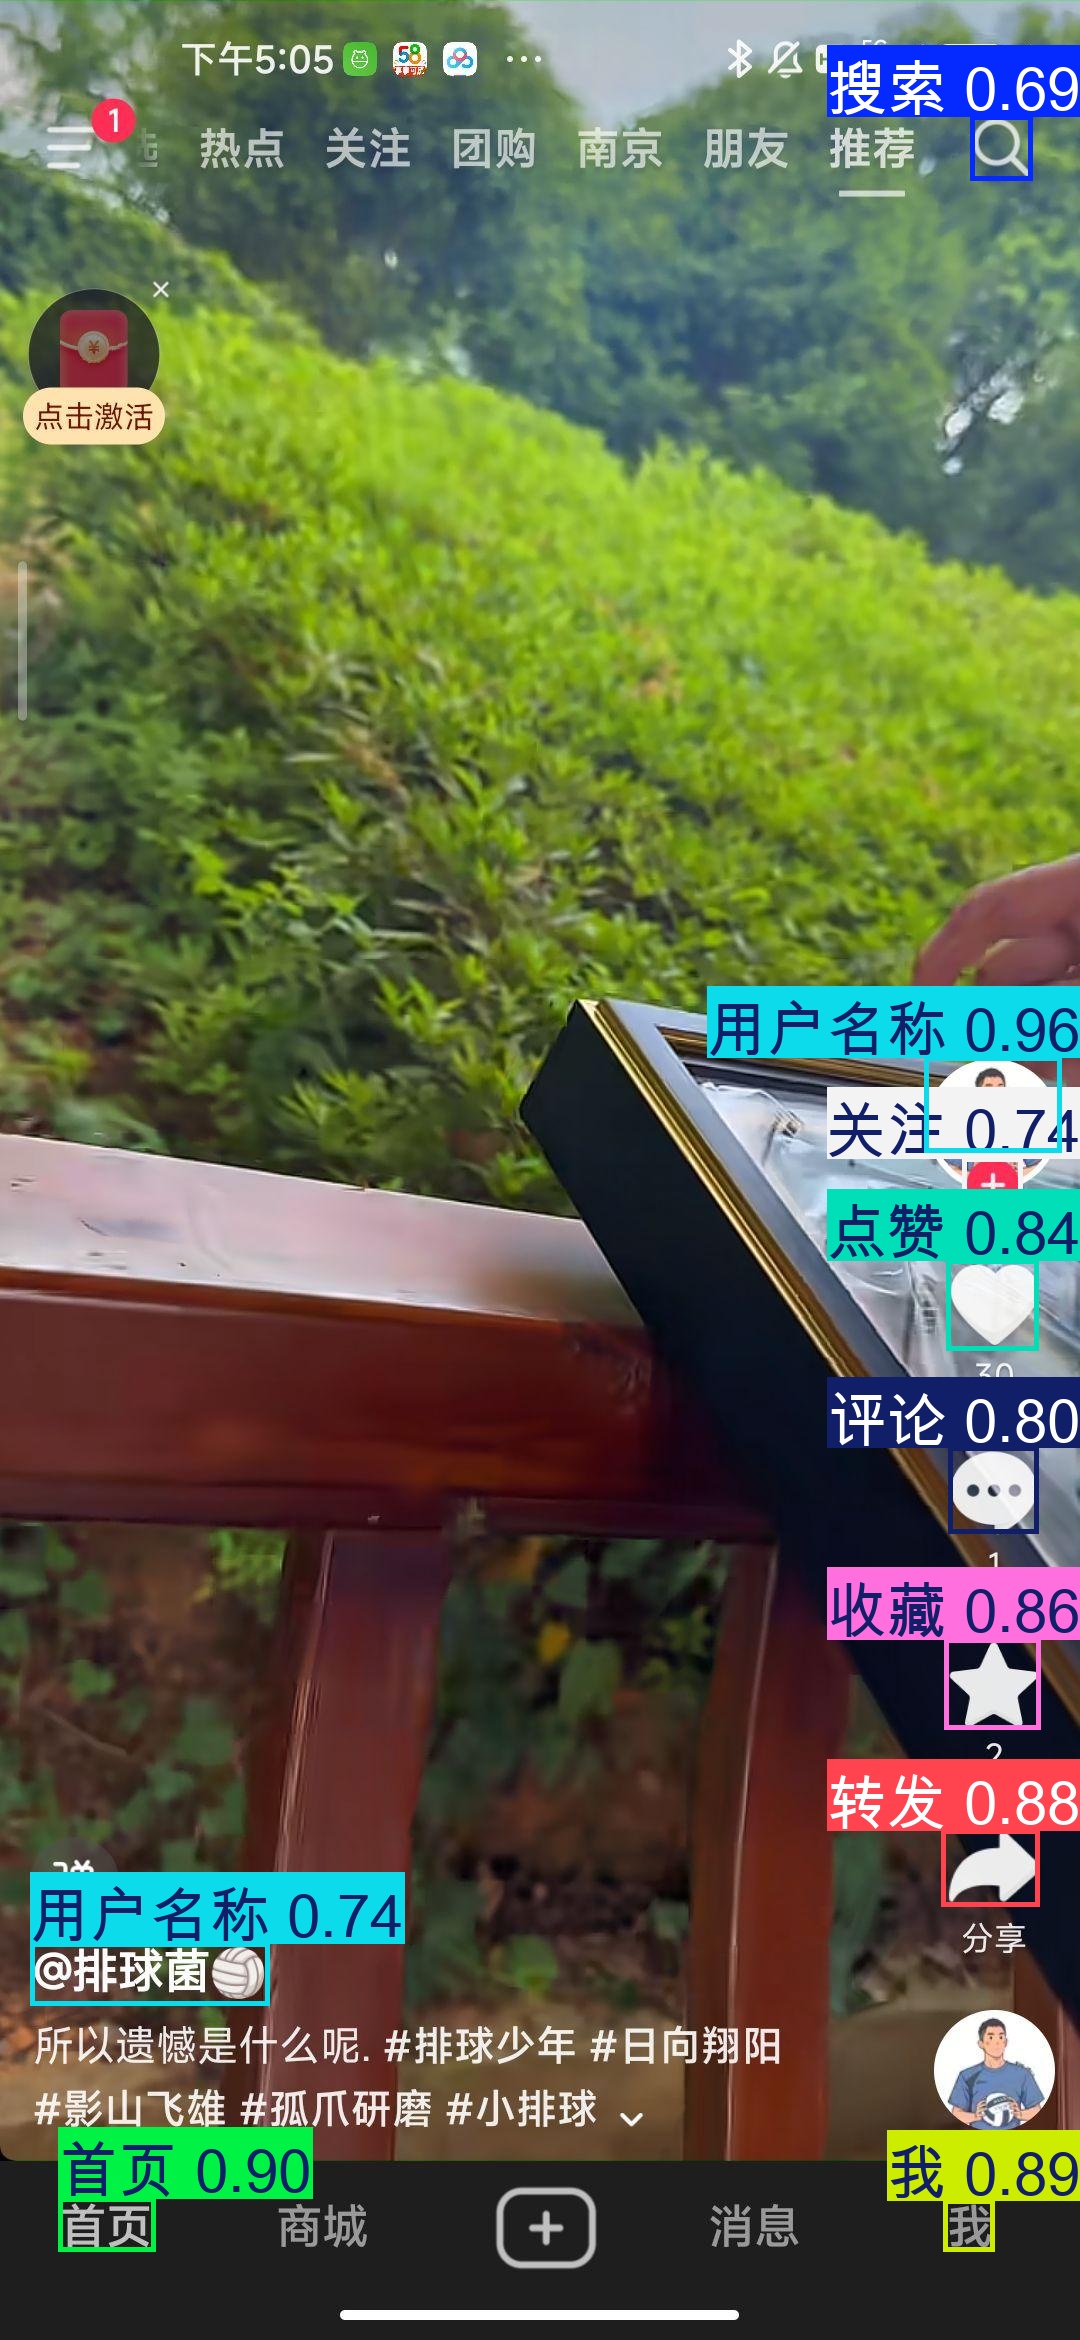 下午5:05
58
搜索 0.69
1
热点 关注 团购 南京 朋友 推荐
点击激活
用户名称 0.96
关注 0.74
点赞 0.84
30
评论 0.80
1
收藏 0.86
2
转发 0.88
分享
用户名称 0.74
@排球菌
所以遗憾是什么呢. #排球少年 #日向翔阳
#影山飞雄 #孤爪研磨 #小排球
首页 0.90
我 0.89
首页 商城 消息 我